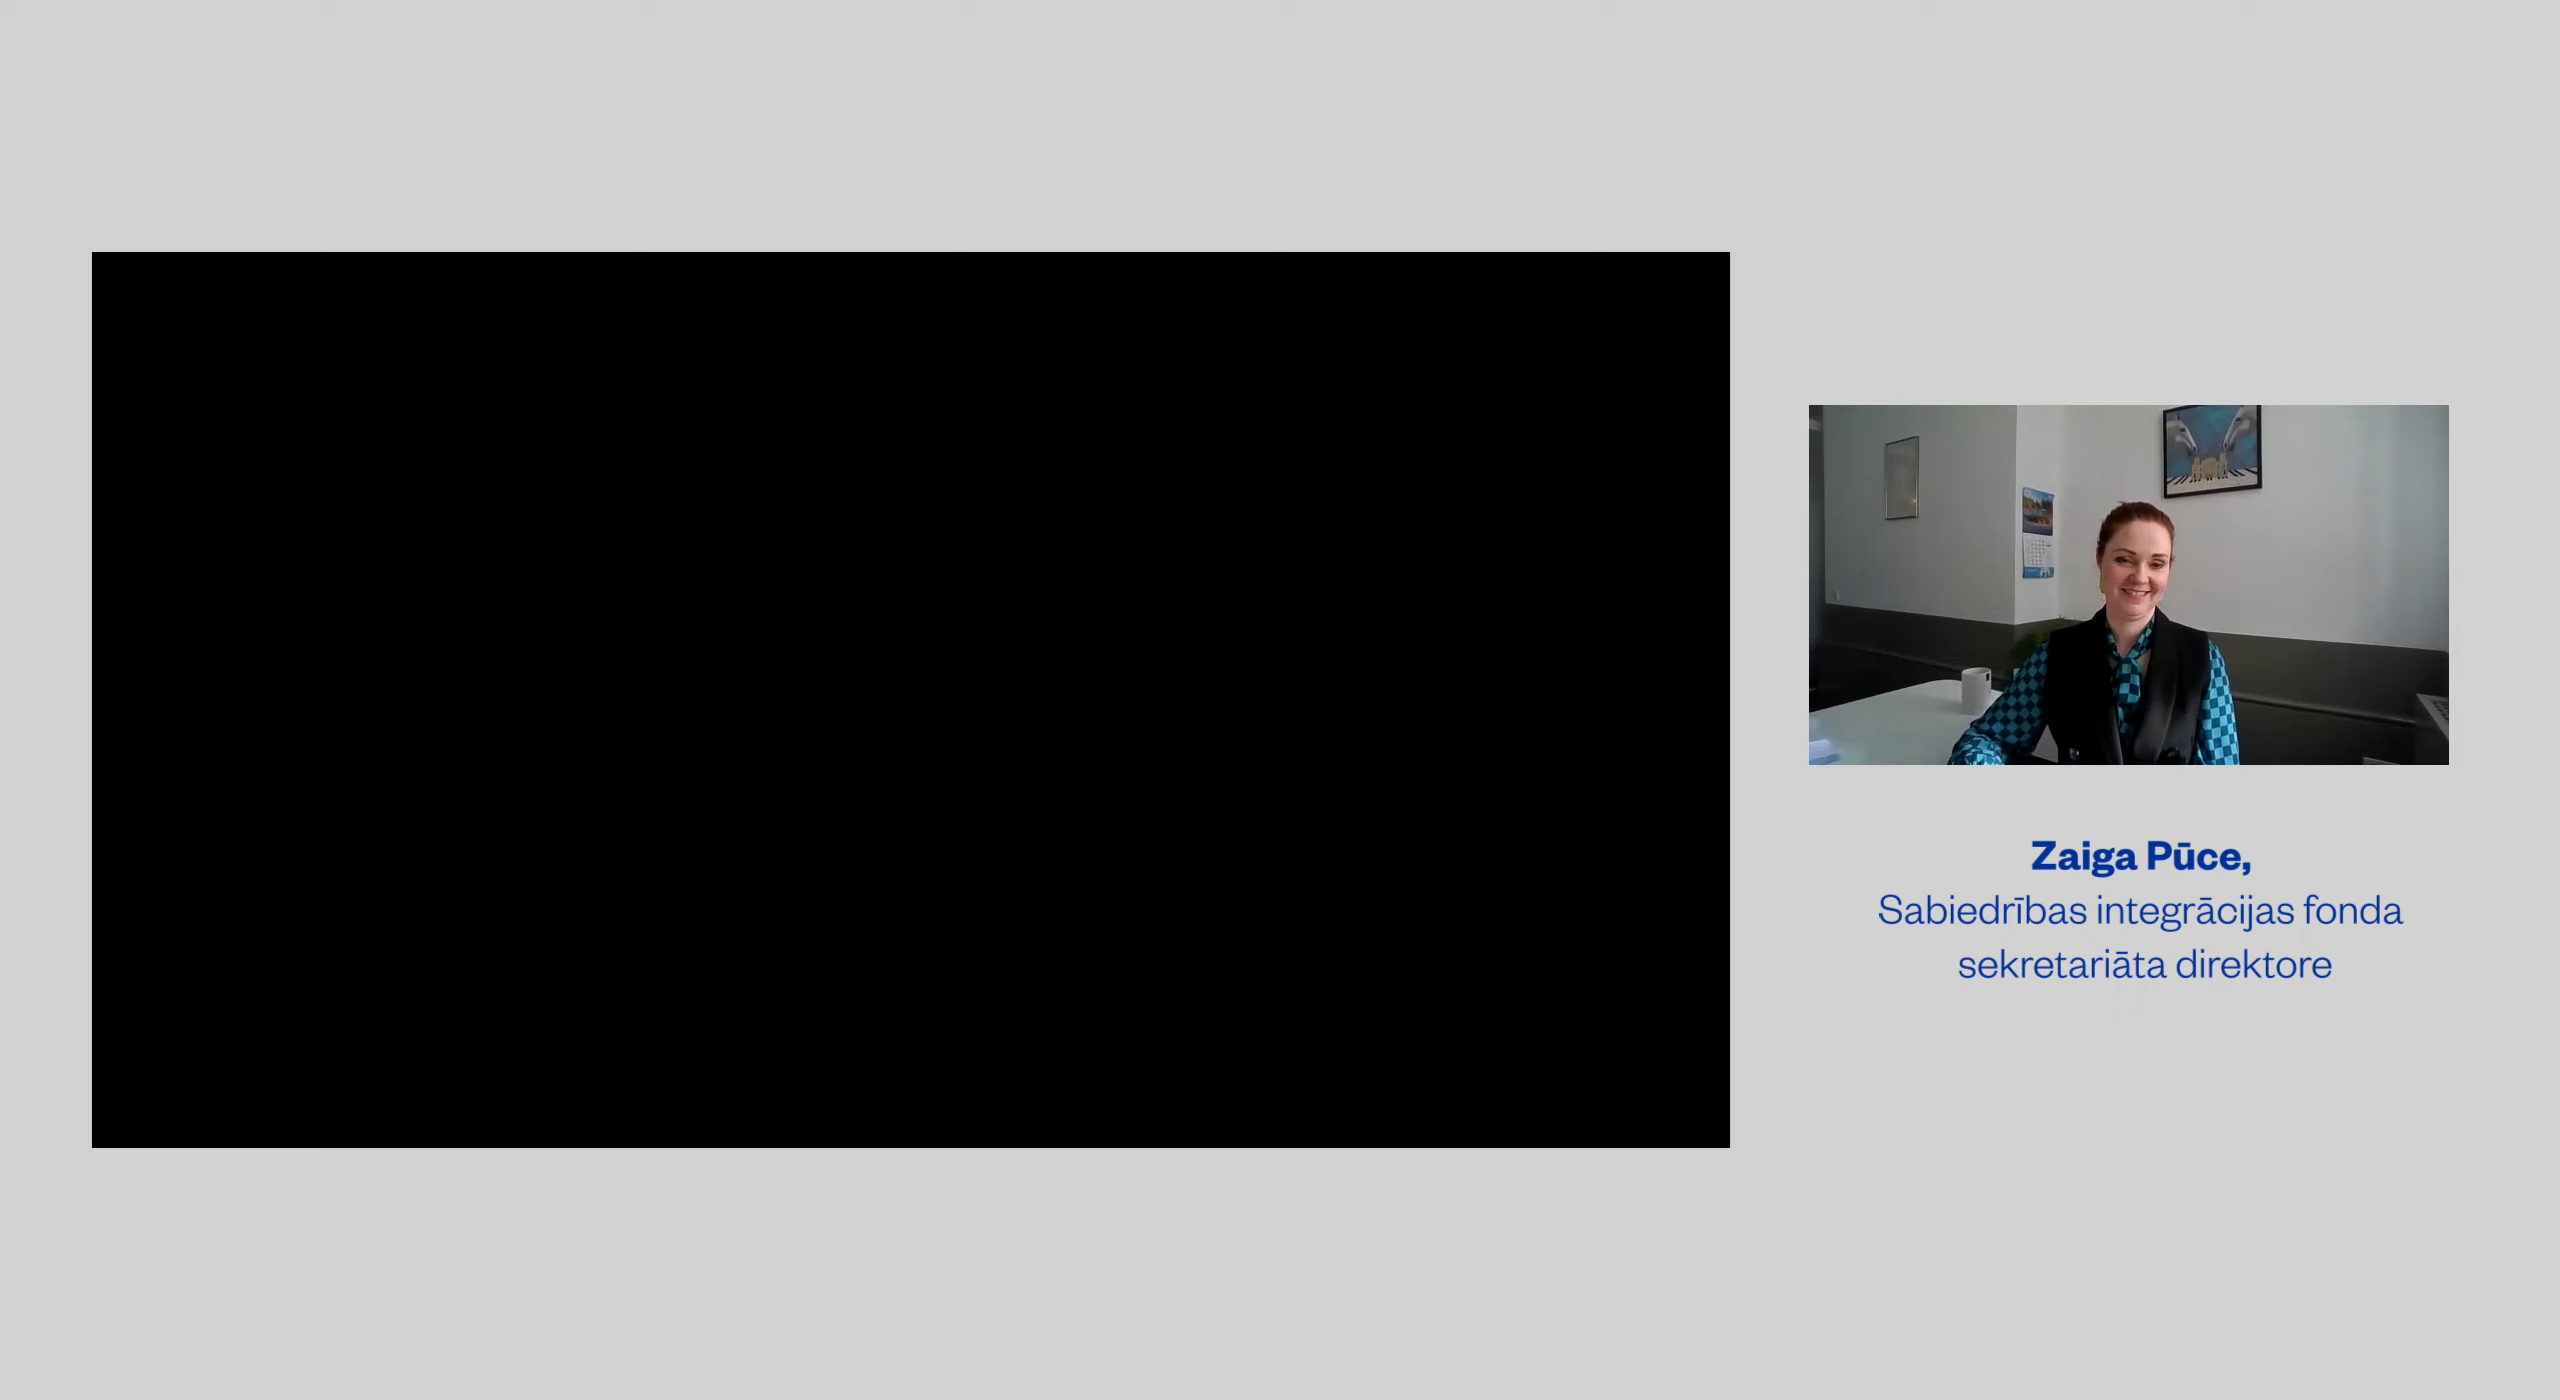 Zaiga Pūce,
Sabiedrības integrācijas fonda
sekretariāta direktore